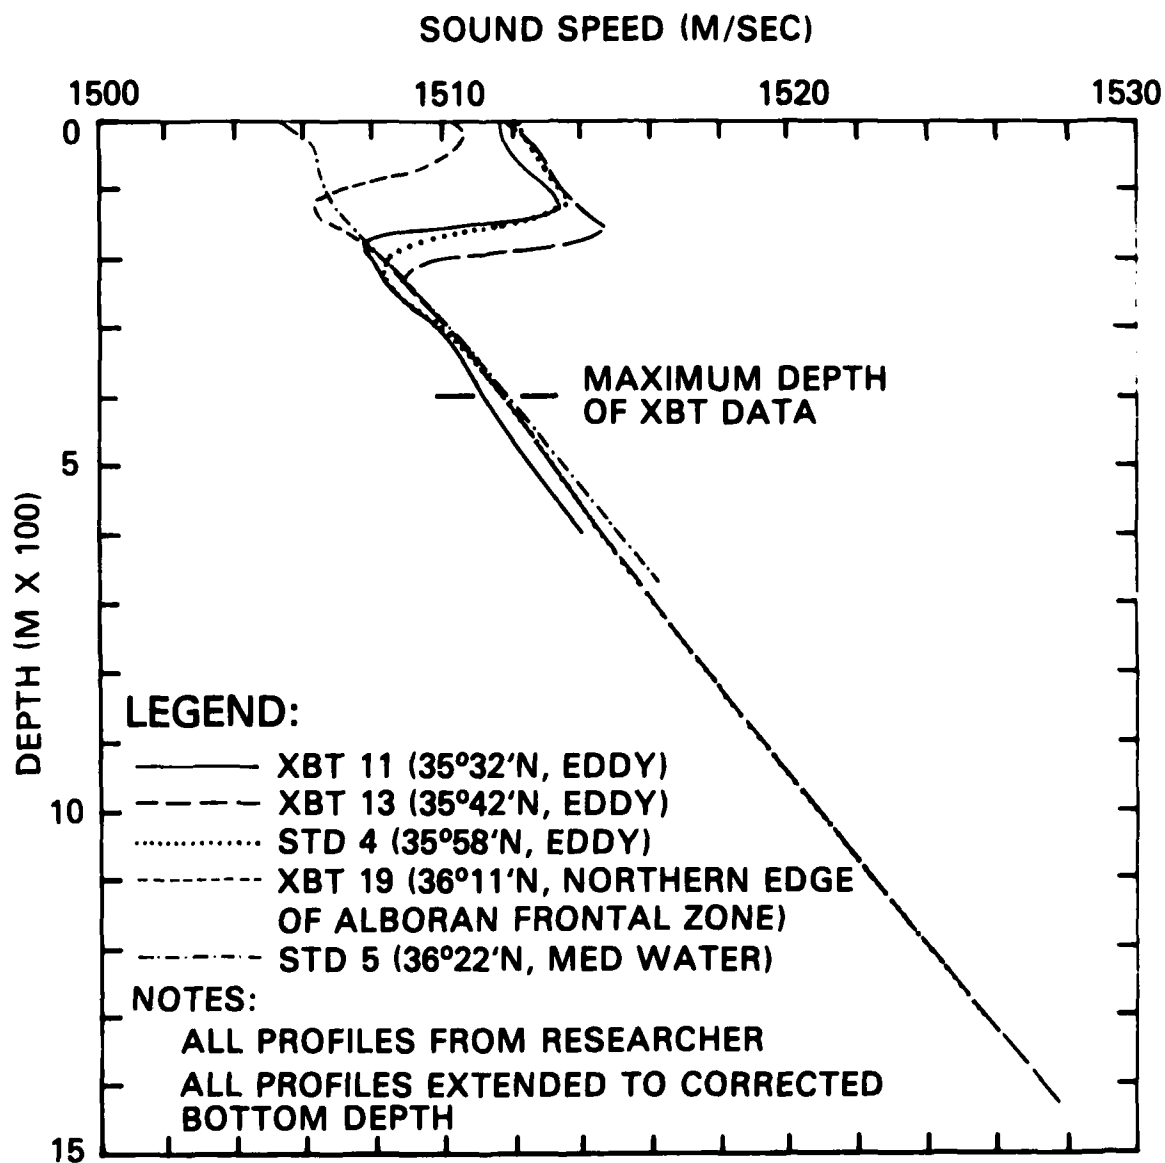 SOUND SPEED (M/SEC)
1500 1510 1520 1530
0
MAXIMUM DEPTH
OF XBT DATA
5
DEPTH (M X 100)
LEGEND:
XBT 11 (35°32'N, EDDY)
XBT 13 (35°42'N, EDDY)
10
STD 4 (35°58'N, EDDY)
XBT 19 (36°11'N, NORTHERN EDGE
OF ALBORAN FRONTAL ZONE)
STD 5 (36°22'N, MED WATER)
NOTES:
ALL PROFILES FROM RESEARCHER
ALL PROFILES EXTENDED TO CORRECTED
BOTTOM DEPTH
15